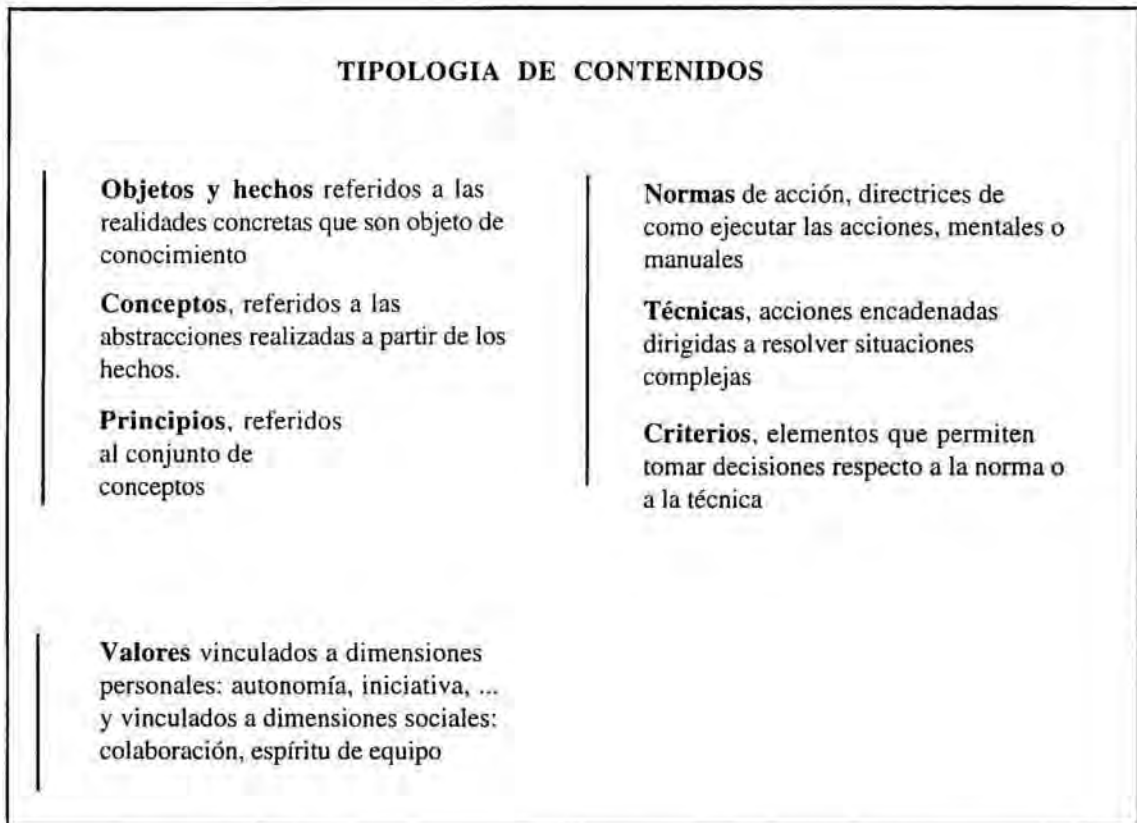 TIPOLOGIA DE CONTENIDOS
Objetos y hechos referidos a las
realidades concretas que son objeto de
conocimiento
Conceptos, referidos a las
abstracciones realizadas a partir de los
hechos.
Principios, referidos
al conjunto de
conceptos
Normas de acción, directrices de
como ejecutar las acciones, mentales o
manuales
Técnicas, acciones encadenadas
dirigidas a resolver situaciones
complejas
Criterios, elementos que permiten
tomar decisiones respecto a la norma o
a la técnica
Valores vinculados a dimensiones
personales: autonomía, iniciativa, ...
y vinculados a dimensiones sociales:
colaboración, espíritu de equipo